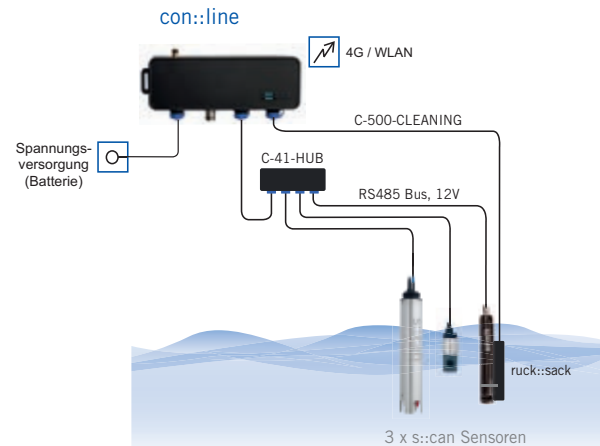 con::line
4G / WLAN
C-500-CLEANING
Spannungs-
versorgung
(Batterie)
C-41-HUB
RS485 Bus, 12V
ruck::sack
3 x s::can Sensoren